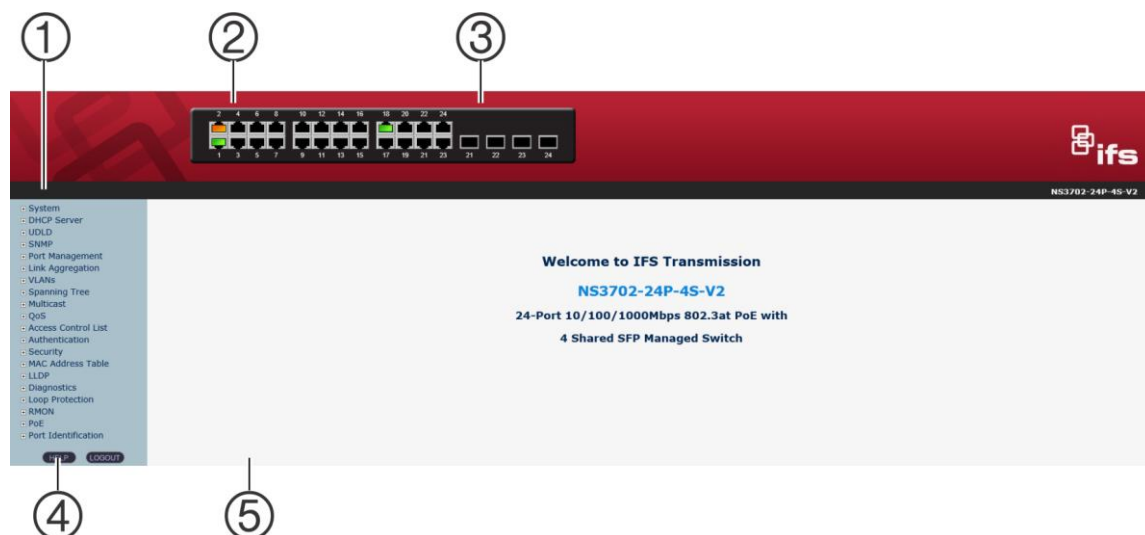 1 2 3
2 4 6 8 10 12 14 16 18 20 22 24
1 3 5 7 9 11 13 15 17 19 21 23 21 22 23 24
ifs
NS3702-24P-4S-V2
System
DHCP Server
UDLD
SNMP
Port Management
Link Aggregation
VLANs
Spanning Tree
Multicast
QoS
Access Control List
Authentication
Security
MAC Address Table
LLDP
Diagnostics
Loop Protection
RMON
PoE
Port Identification
HELP LOGOUT
Welcome to IFS Transmission
NS3702-24P-4S-V2
24-Port 10/100/1000Mbps 802.3at PoE with
4 Shared SFP Managed Switch
4 5